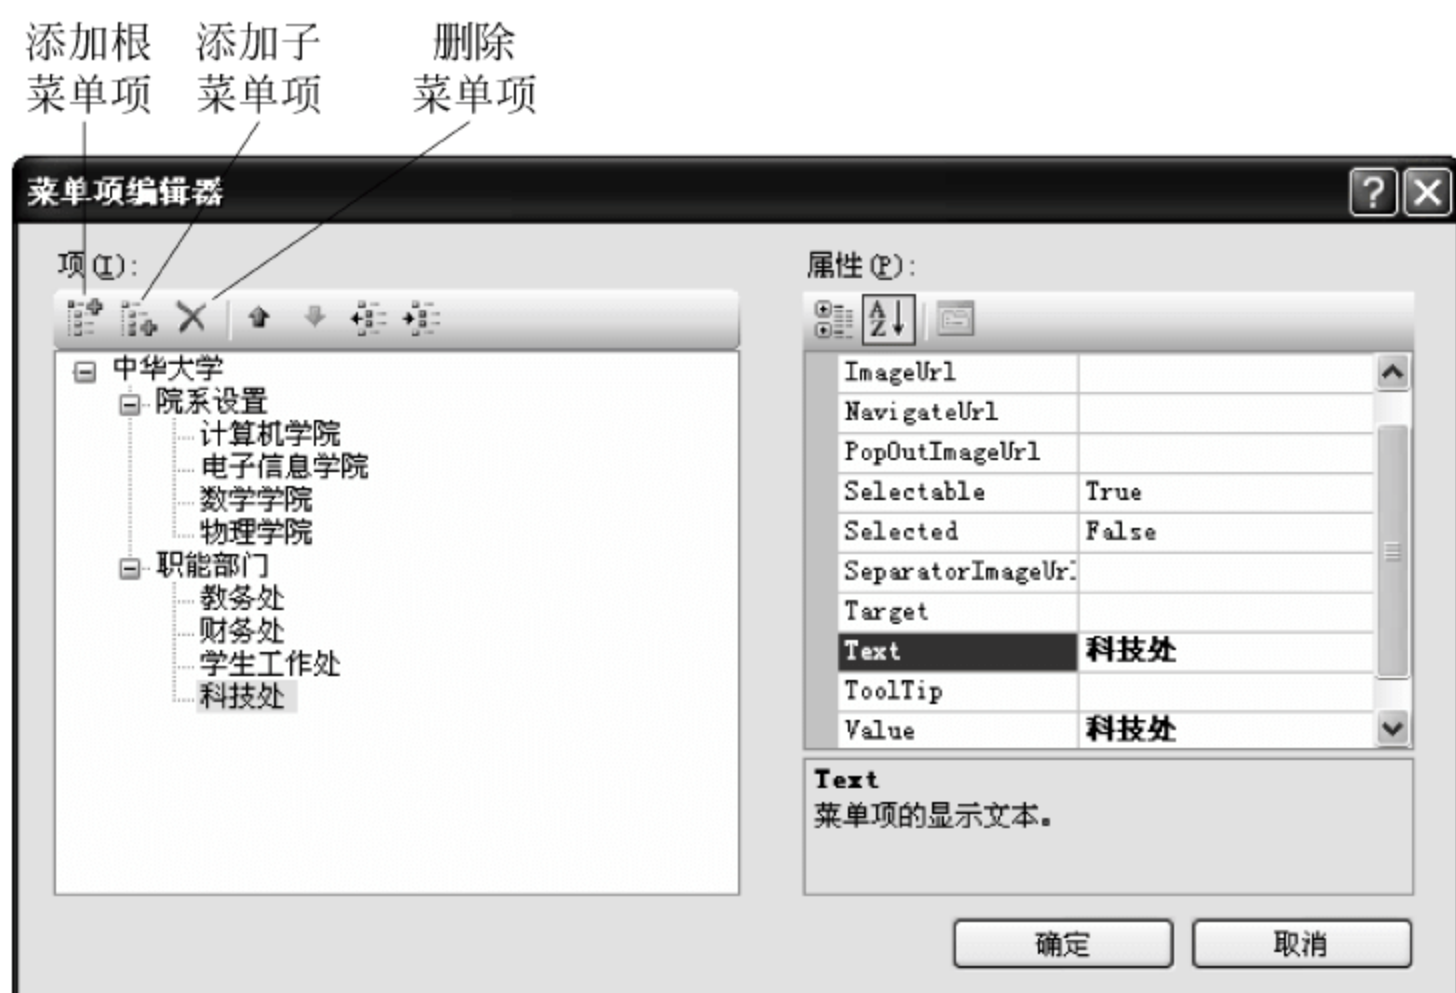 添加根
菜单项
添加子
菜单项
删除
菜单项
菜单项编辑器
项(I):
中华大学
院系设置
计算机学院
电子信息学院
数学学院
物理学院
职能部门
教务处
财务处
学生工作处
科技处
属性(P):
ImageUrl
NavigateUrl
PopOutImageUrl
Selectable True
Selected False
SeparatorImageUrl
Target
Text 科技处
ToolTip
Value 科技处
Text
菜单项的显示文本。
确定 取消